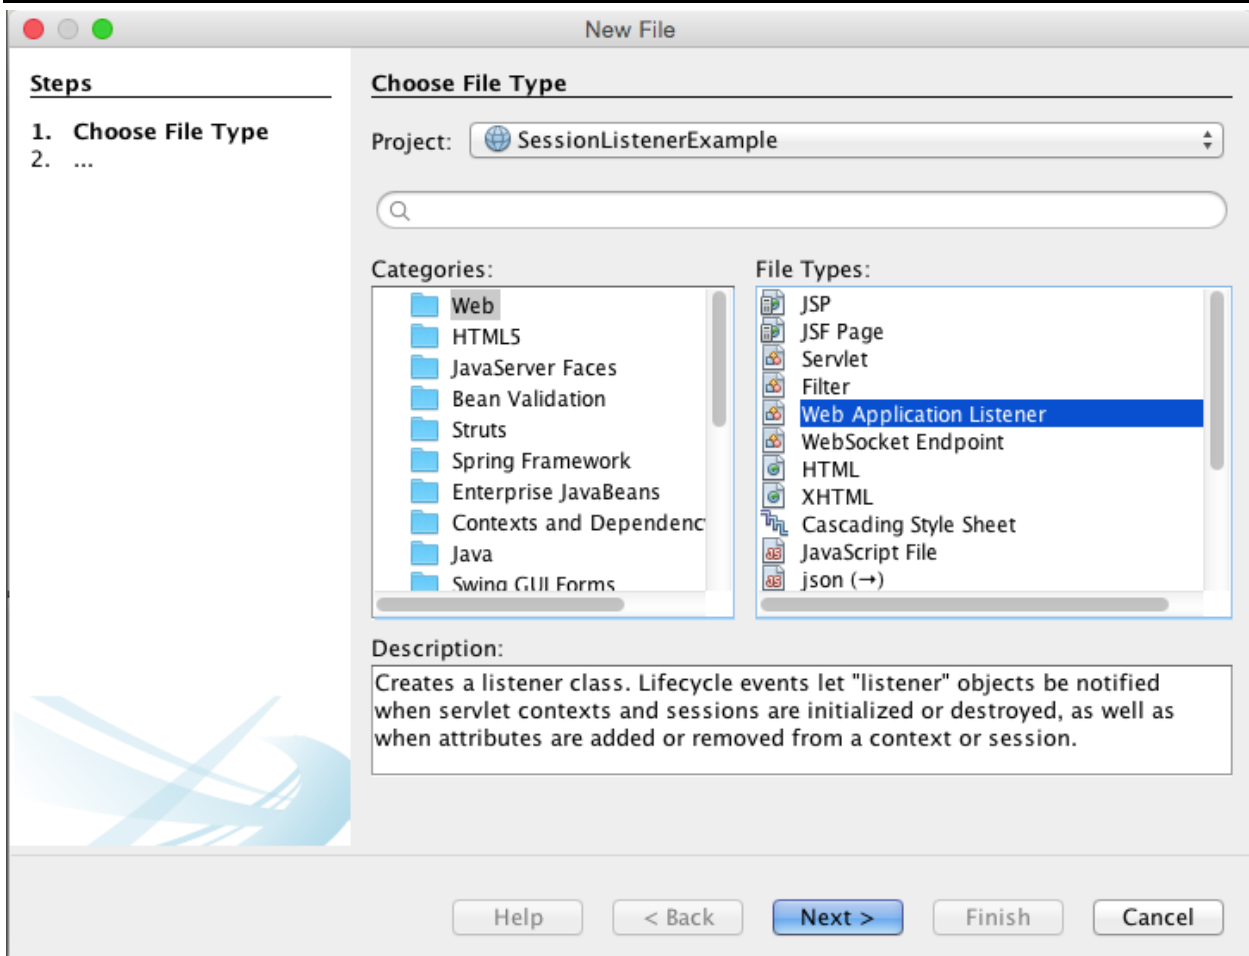 New File
Steps
1. Choose File Type
2. ...
Choose File Type
Project: SessionListenerExample
Categories:
Web
HTML5
JavaServer Faces
Bean Validation
Struts
Spring Framework
Enterprise JavaBeans
Contexts and Dependenc
Java
Swing GUI Forms
File Types:
JSP
JSF Page
Servlet
Filter
Web Application Listener
WebSocket Endpoint
HTML
XHTML
Cascading Style Sheet
JavaScript File
json (→)
Description:
Creates a listener class. Lifecycle events let "listener" objects be notified
when servlet contexts and sessions are initialized or destroyed, as well as
when attributes are added or removed from a context or session.
Help < Back Next > Finish Cancel